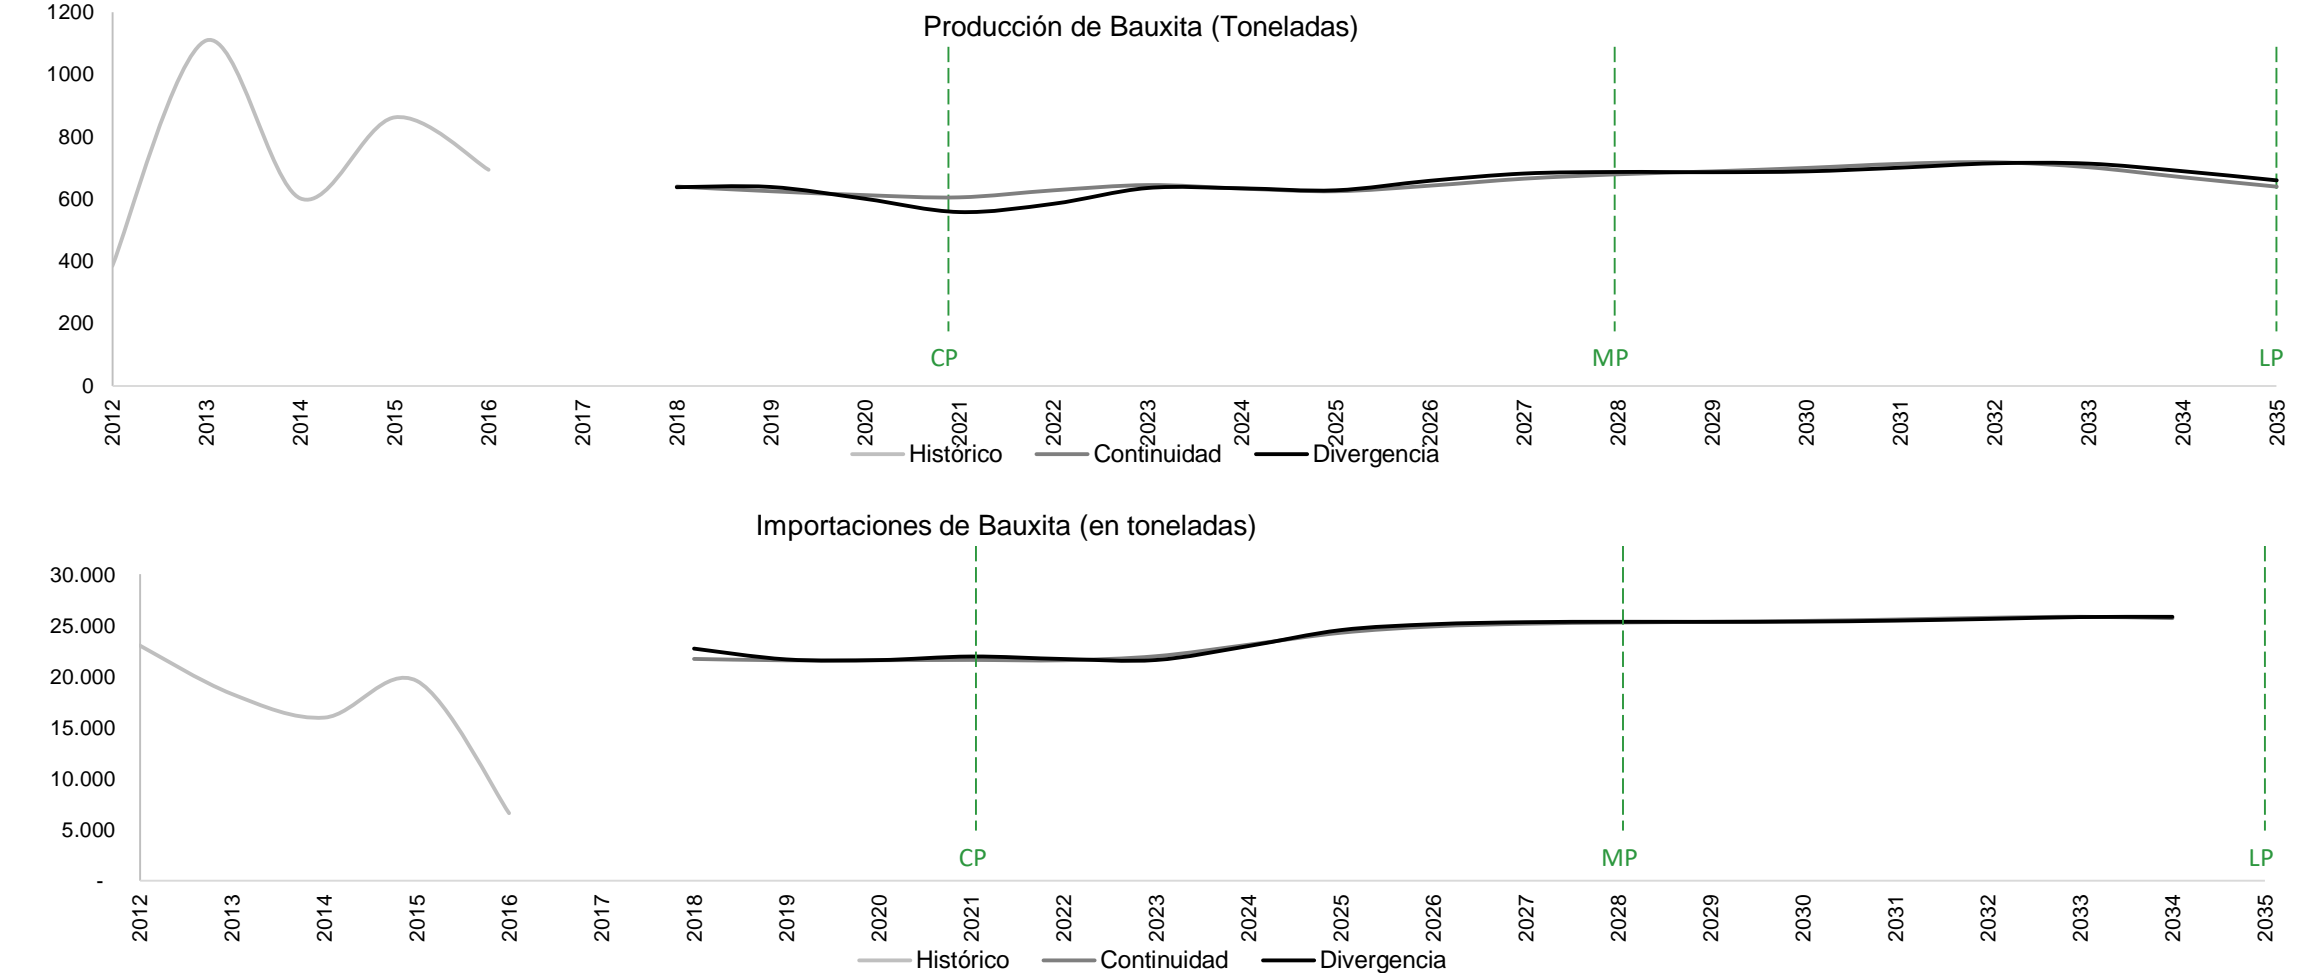 Producción de Bauxita (Toneladas)
1200
1000
800
600
400
200
0
CP
MP
LP
2012 2013 2014 2015 2016 2017 2018 2019 2020 2021 2022 2023 2024 2025 2026 2027 2028 2029 2030 2031 2032 2033 2034 2035
Histórico Continuidad Divergencia
Importaciones de Bauxita (en toneladas)
30.000
25.000
20.000
15.000
10.000
5.000
-
CP
MP
LP
2012 2013 2014 2015 2016 2017 2018 2019 2020 2021 2022 2023 2024 2025 2026 2027 2028 2029 2030 2031 2032 2033 2034 2035
Histórico Continuidad Divergencia